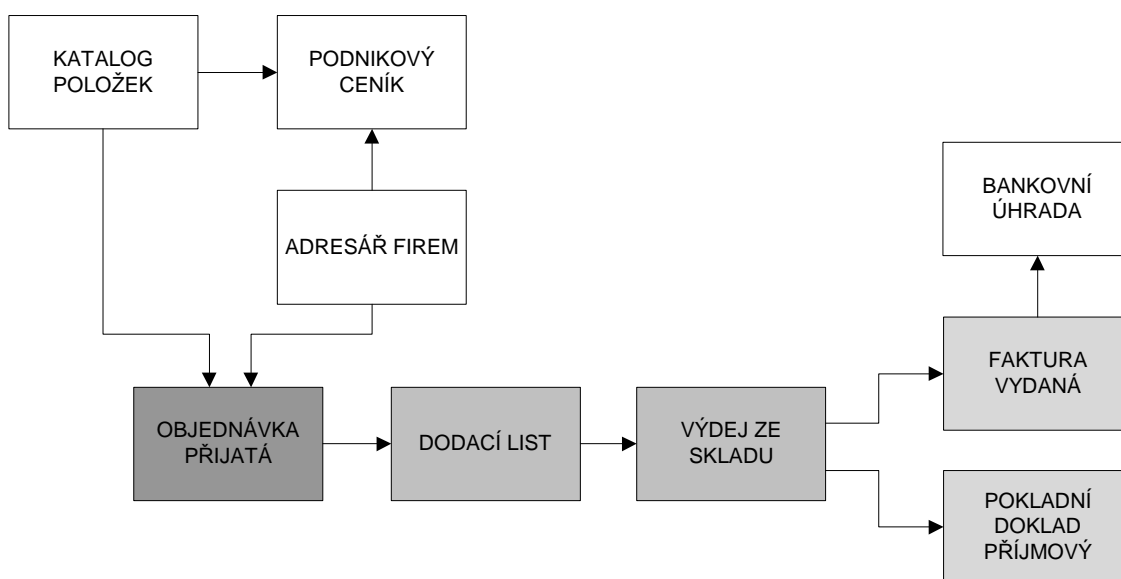 KATALOG
POLOŽEK
PODNIKOVÝ
CENÍK
ADRESÁŘ FIREM
BANKOVNÍ
ÚHRADA
OBJEDNÁVKA
PŘIJATÁ
DODACÍ LIST
VÝDEJ ZE
SKLADU
FAKTURA
VYDANÁ
POKLADNÍ
DOKLAD
PŘÍJMOVÝ